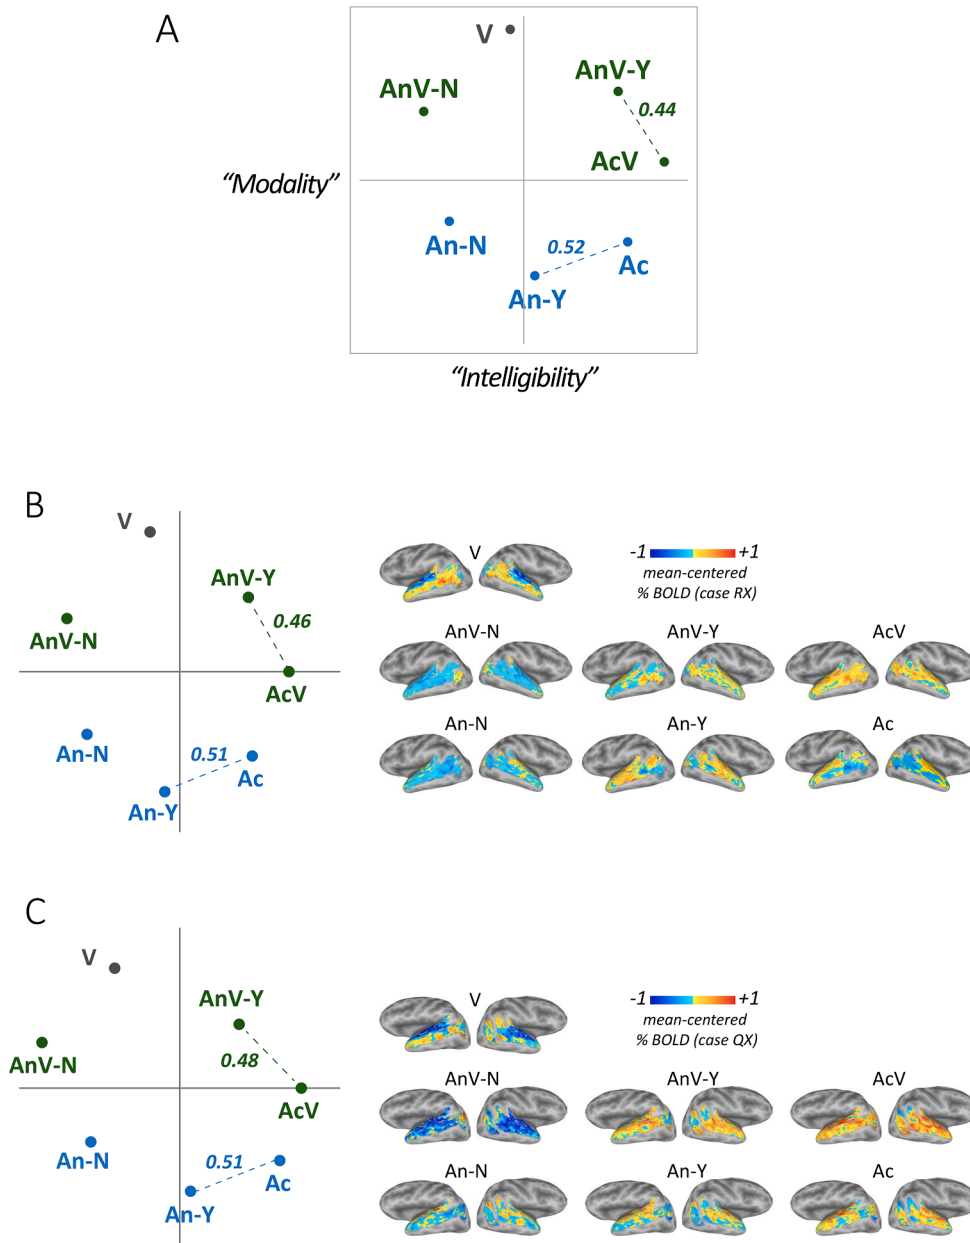 A
V
AnV-Y
AnV-N
0.44
AcV
“Modality”
An-N
0.52
Ac
An-Y
“Intelligibility”
B
V
AnV-Y
AnV-N
0.46
AcV
An-N
0.51
Ac
An-Y
V
-1 +1
mean-centered
% BOLD (case RX)
AnV-N AnV-Y AcV
An-N An-Y Ac
C
V
AnV-Y
AnV-N
0.48
AcV
An-N
0.51
Ac
An-Y
V
-1 +1
mean-centered
% BOLD (case QX)
AnV-N AnV-Y AcV
An-N An-Y Ac